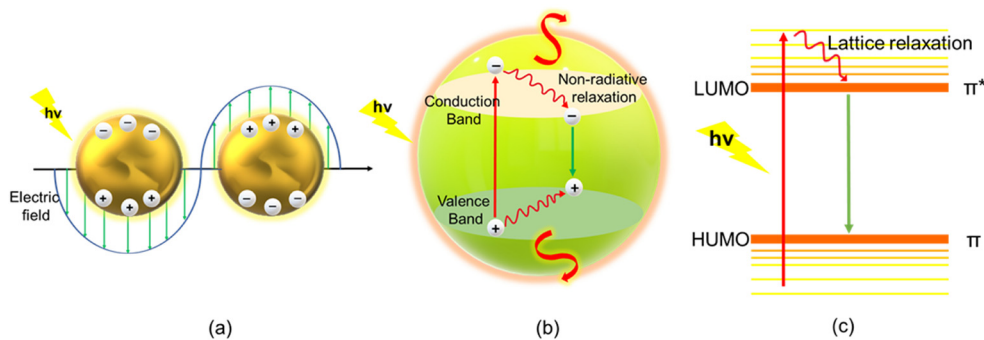 hv
Electric
field
(a)
hv
Conduction
Band
Non-radiative
relaxation
Valence
Band
(b)
Lattice relaxation
LUMO
π*
hv
HUMO
π
(c)